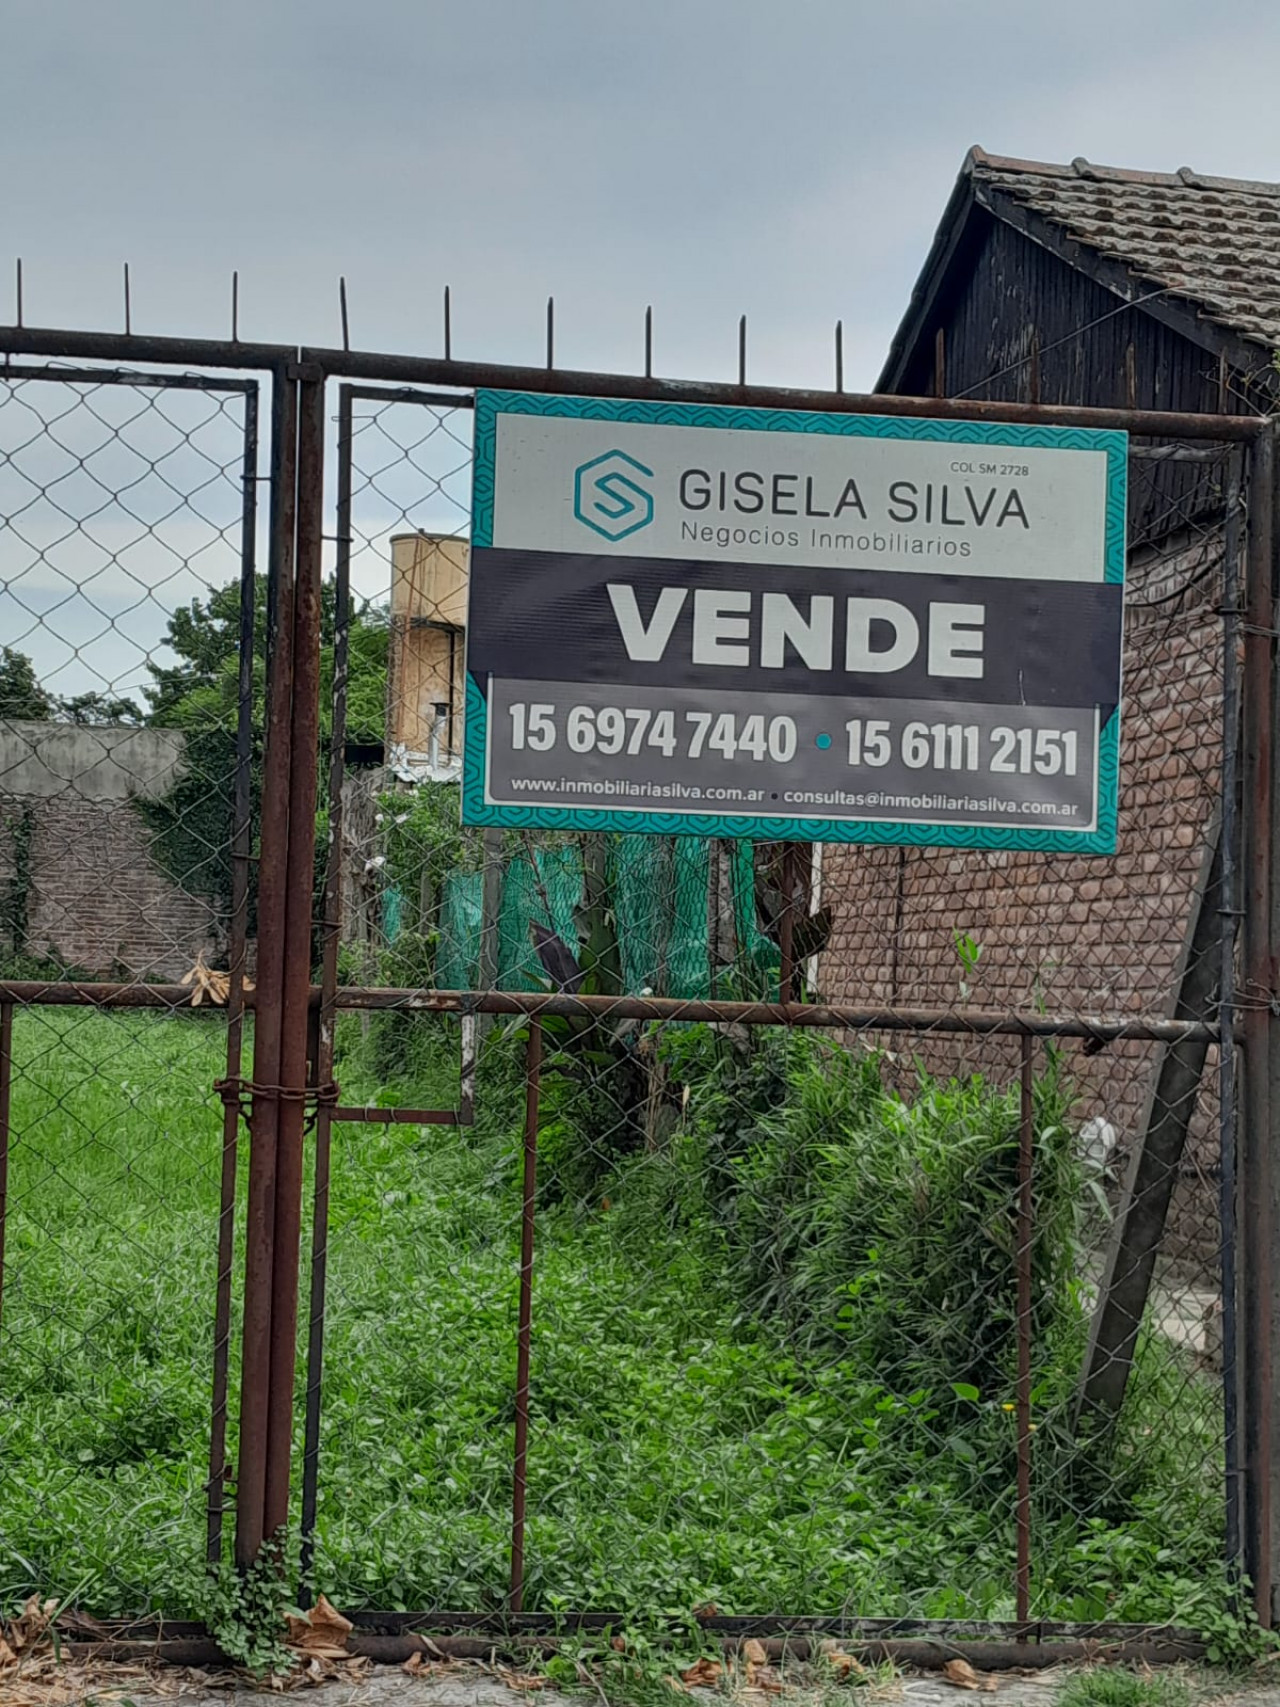 COL SM 2728
GISELA SILVA
Negocios Inmobiliarios
VENDE
15 6974 7440 • 15 6111 2151
www.inmobiliariasilva.com.ar • consultas@inmobiliariasilva.com.ar